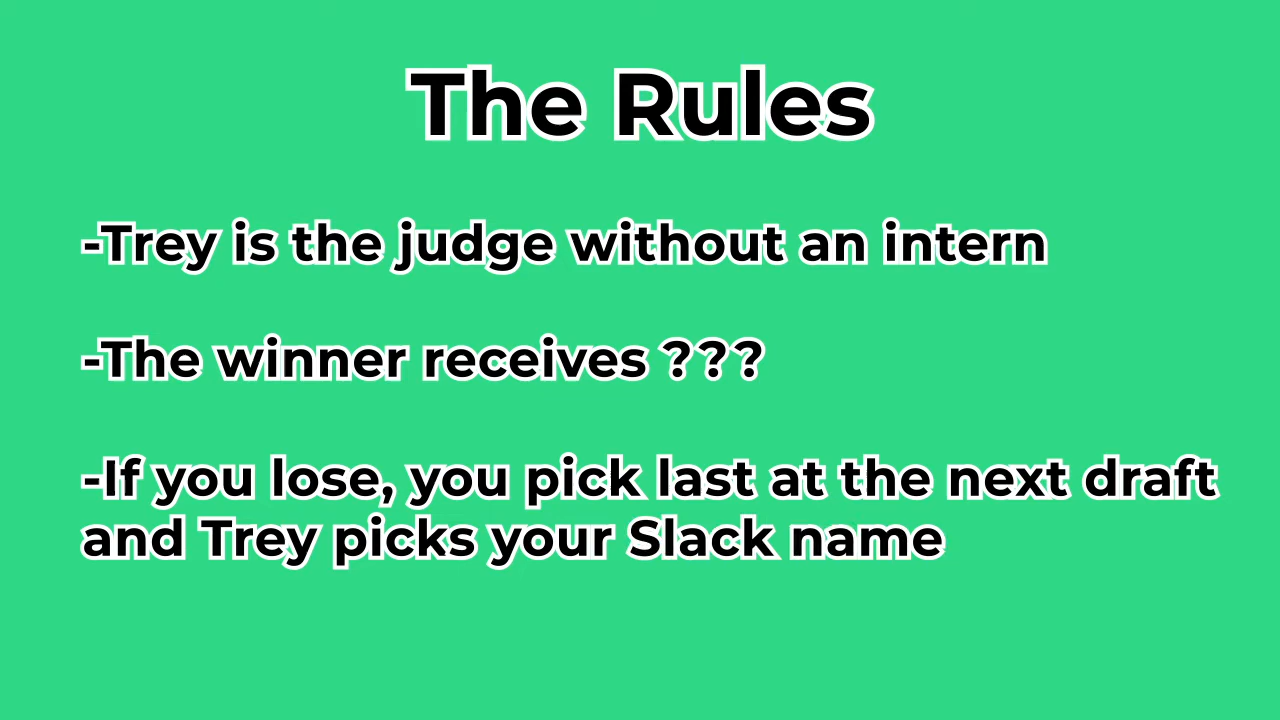 The Rules
-Trey is the judge without an intern
-The winner receives ???
-If you lose, you pick last at the next draft
and Trey picks your Slack name